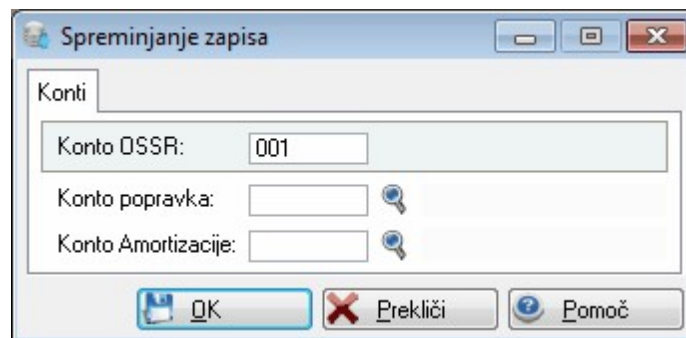 Spreminjanje zapisa
Konti
Konto OSSR: 001
Konto popravka:
Konto Amortizacije:
OK Prekliči Pomoč